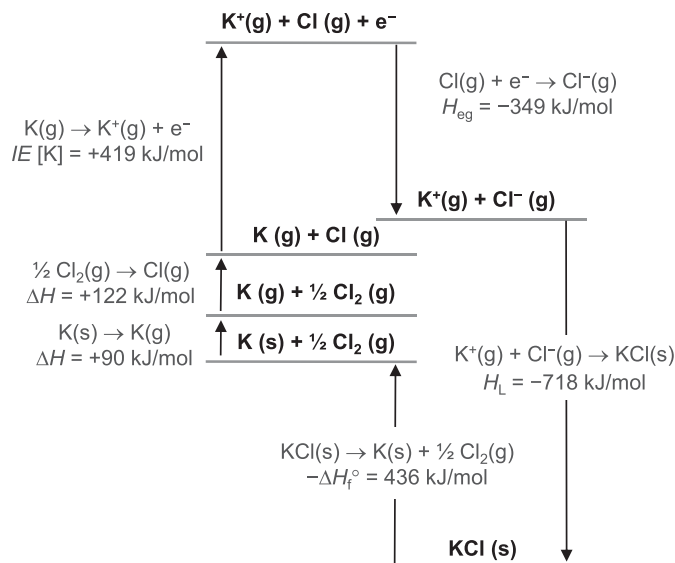 K⁺(g) + Cl (g) + e⁻
Cl(g) + e⁻ → Cl⁻(g)
H_eg = −349 kJ/mol
K(g) → K⁺(g) + e⁻
IE [K] = +419 kJ/mol
K⁺(g) + Cl⁻ (g)
K (g) + Cl (g)
½ Cl₂(g) → Cl(g)
ΔH = +122 kJ/mol
K (g) + ½ Cl₂ (g)
K(s) → K(g)
ΔH = +90 kJ/mol
K (s) + ½ Cl₂ (g)
K⁺(g) + Cl⁻(g) → KCl(s)
H_L = −718 kJ/mol
KCl(s) → K(s) + ½ Cl₂(g)
−ΔH_f° = 436 kJ/mol
KCl (s)